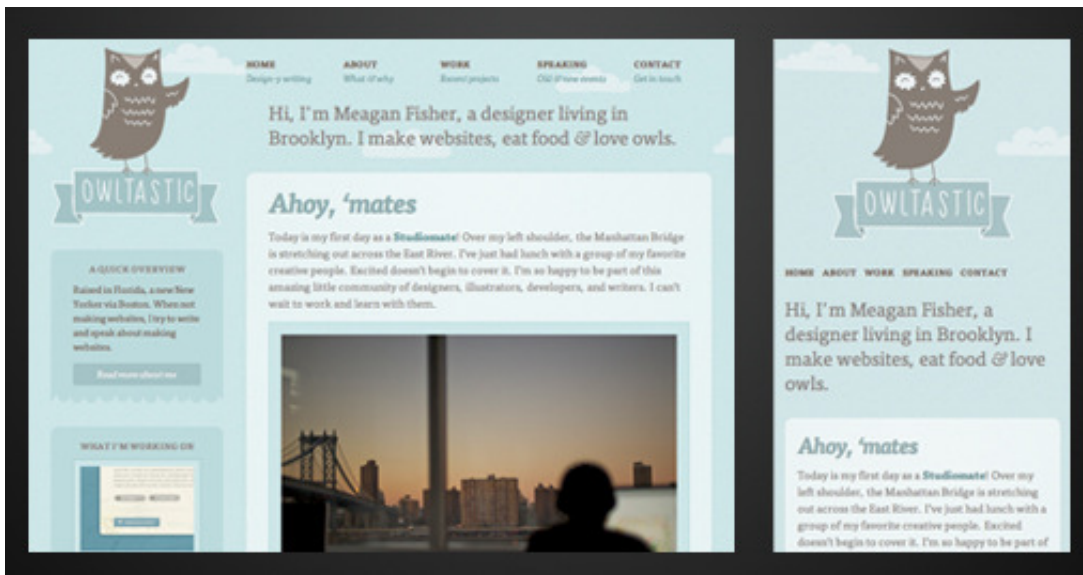 HOME ABOUT WORK SPEAKING CONTACT
Design-y writing What & why Recent projects Old & new events Get in touch
Hi, I'm Meagan Fisher, a designer living in
Brooklyn. I make websites, eat food & love owls.
OWLTASTIC
Ahoy, ‘mates
Today is my first day as a Studiomate! Over my left shoulder, the Manhattan Bridge
is stretching out across the East River. I've just had lunch with a group of my favorite
creative people. Excited doesn't begin to cover it. I'm so happy to be part of this
amazing little community of designers, illustrators, developers, and writers. I can't
wait to work and learn with them.
A QUICK OVERVIEW
Raised in Florida, a new New
Yorker via Boston. When not
making websites, I try to write
and speak about making
websites.
Read more about me
WHAT I'M WORKING ON
OWLTASTIC
HOME ABOUT WORK SPEAKING CONTACT
Hi, I'm Meagan Fisher, a
designer living in Brooklyn. I
make websites, eat food & love
owls.
Ahoy, ‘mates
Today is my first day as a Studiomate! Over my
left shoulder, the Manhattan Bridge is stretching
out across the East River. I've just had lunch with a
group of my favorite creative people. Excited
doesn't begin to cover it. I'm so happy to be part of